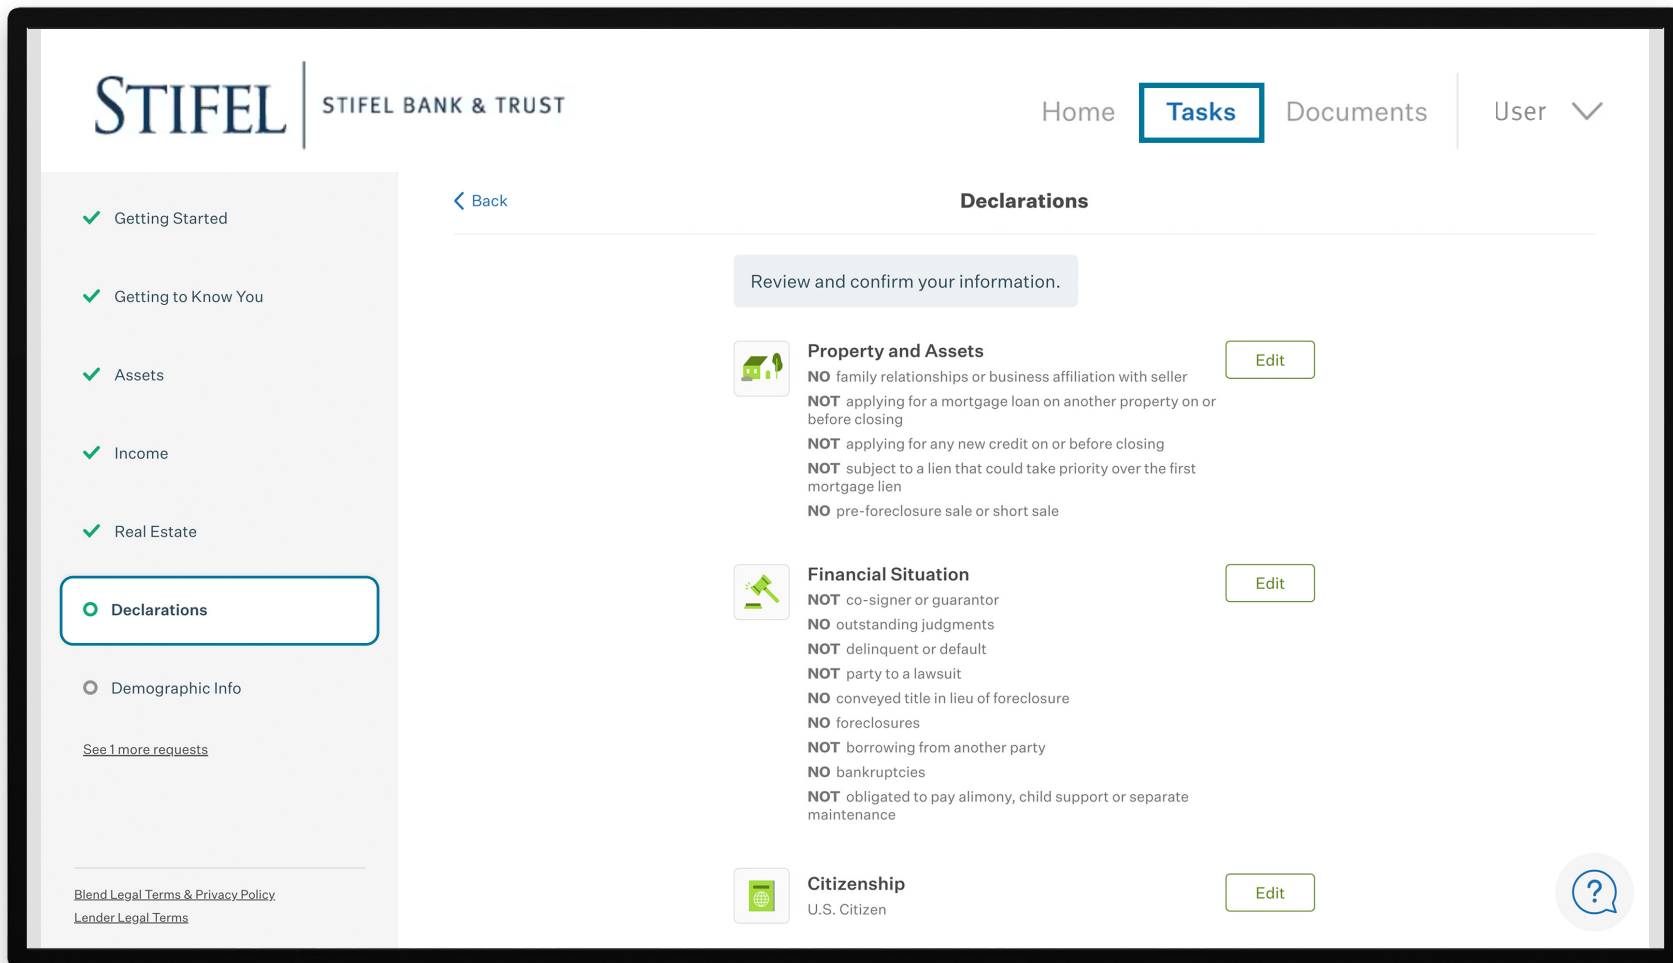 STIFEL STIFEL BANK & TRUST
Home Tasks Documents User
Getting Started
Getting to Know You
Assets
Income
Real Estate
Declarations
Demographic Info
See 1 more requests
Blend Legal Terms & Privacy Policy
Lender Legal Terms
Back
Declarations
Review and confirm your information.
Property and Assets
Edit
NO family relationships or business affiliation with seller
NOT applying for a mortgage loan on another property on or
before closing
NOT applying for any new credit on or before closing
NOT subject to a lien that could take priority over the first
mortgage lien
NO pre-foreclosure sale or short sale
Financial Situation
Edit
NOT co-signer or guarantor
NO outstanding judgments
NOT delinquent or default
NOT party to a lawsuit
NO conveyed title in lieu of foreclosure
NO foreclosures
NOT borrowing from another party
NO bankruptcies
NOT obligated to pay alimony, child support or separate
maintenance
Citizenship
Edit
U.S. Citizen
?